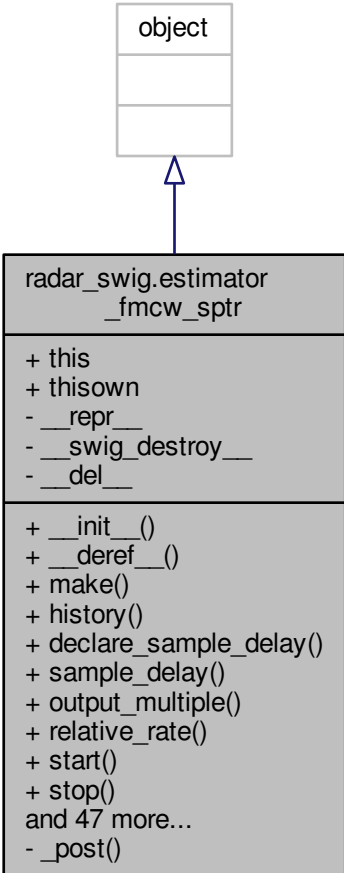 object
radar_swig.estimator
_fmcw_sptr
+ this
+ thisown
- __repr__
- __swig_destroy__
- __del__
+ __init__()
+ __deref__()
+ make()
+ history()
+ declare_sample_delay()
+ sample_delay()
+ output_multiple()
+ relative_rate()
+ start()
+ stop()
and 47 more...
- _post()